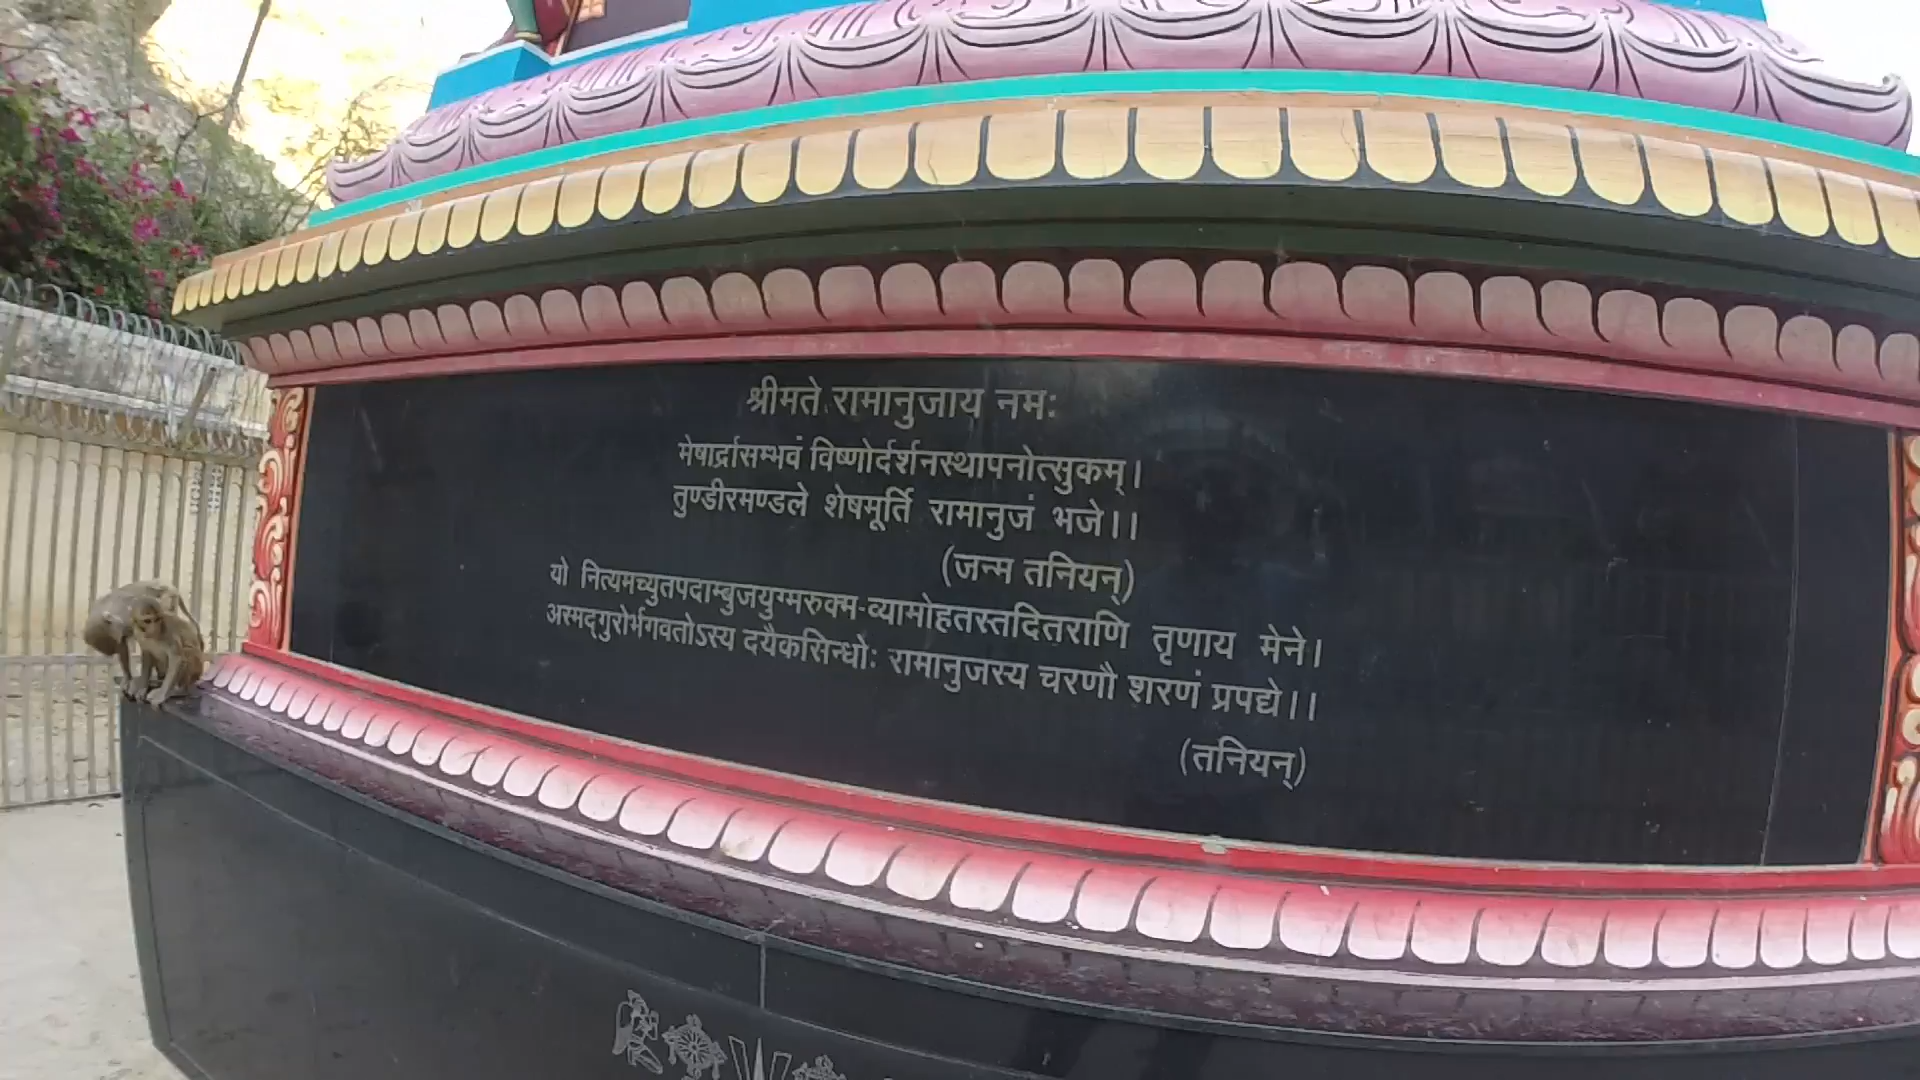 श्रीमते रामानुजाय नमः
मेषार्द्रासम्भवं विष्णोर्दर्शनस्थापनोत्सुकम्।
तुण्डीरमण्डले शेषमूर्ति रामानुजं भजे।।
(जन्म तनियन्)
यो नित्यमच्युतपदाम्बुजयुग्मरुक्म-व्यामोहतस्तदितराणि तृणाय मेने।
अस्मद्गुरोर्भगवतोऽस्य दयैकसिन्धोः रामानुजस्य चरणौ शरणं प्रपद्ये।।
(तनियन्)